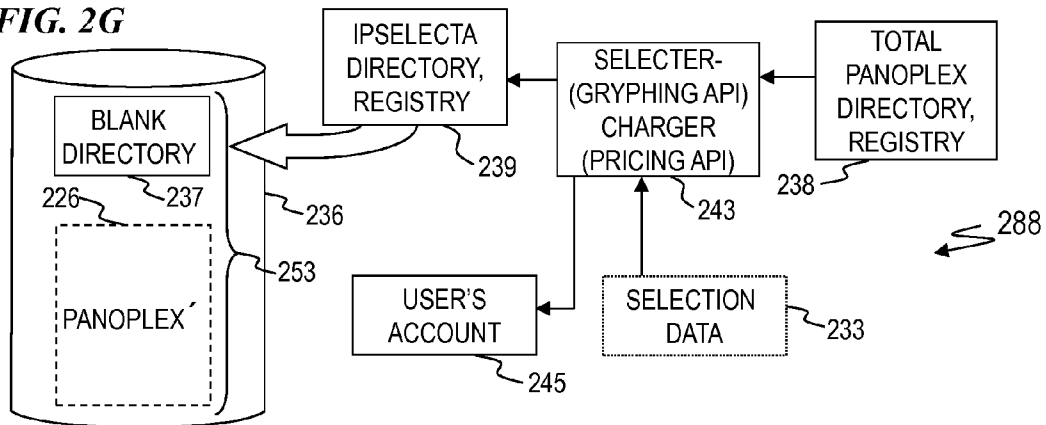 FIG. 2G
BLANK
DIRECTORY
237
226
236
253
PANOPLEX´
IPSELECTA
DIRECTORY,
REGISTRY
239
SELECTER-
(GRYPHING API)
CHARGER
(PRICING API)
243
TOTAL
PANOPLEX
DIRECTORY,
REGISTRY
238
288
USER'S
ACCOUNT
245
SELECTION
DATA
233